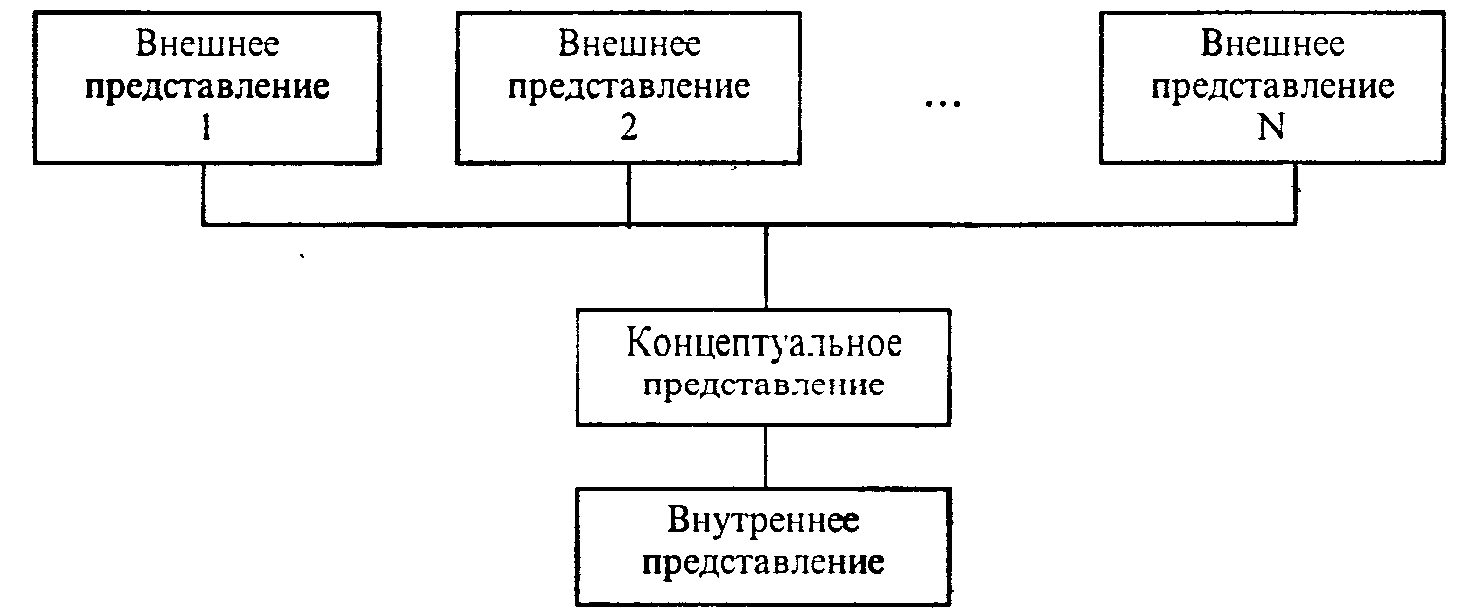 Внешнее
представление
1
Внешнее
представление
2
...
Внешнее
представление
N
Концептуальное
представление
Внутреннее
представление